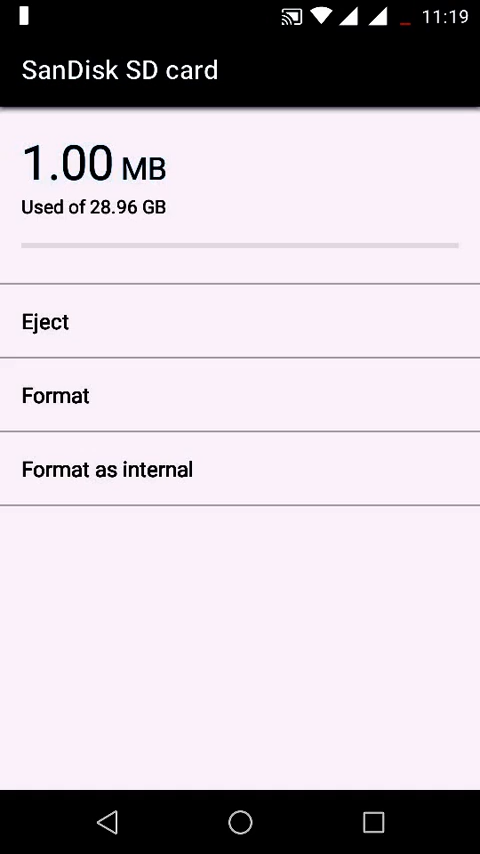 11:19
SanDisk SD card
1.00 MB
Used of 28.96 GB
Eject
Format
Format as internal